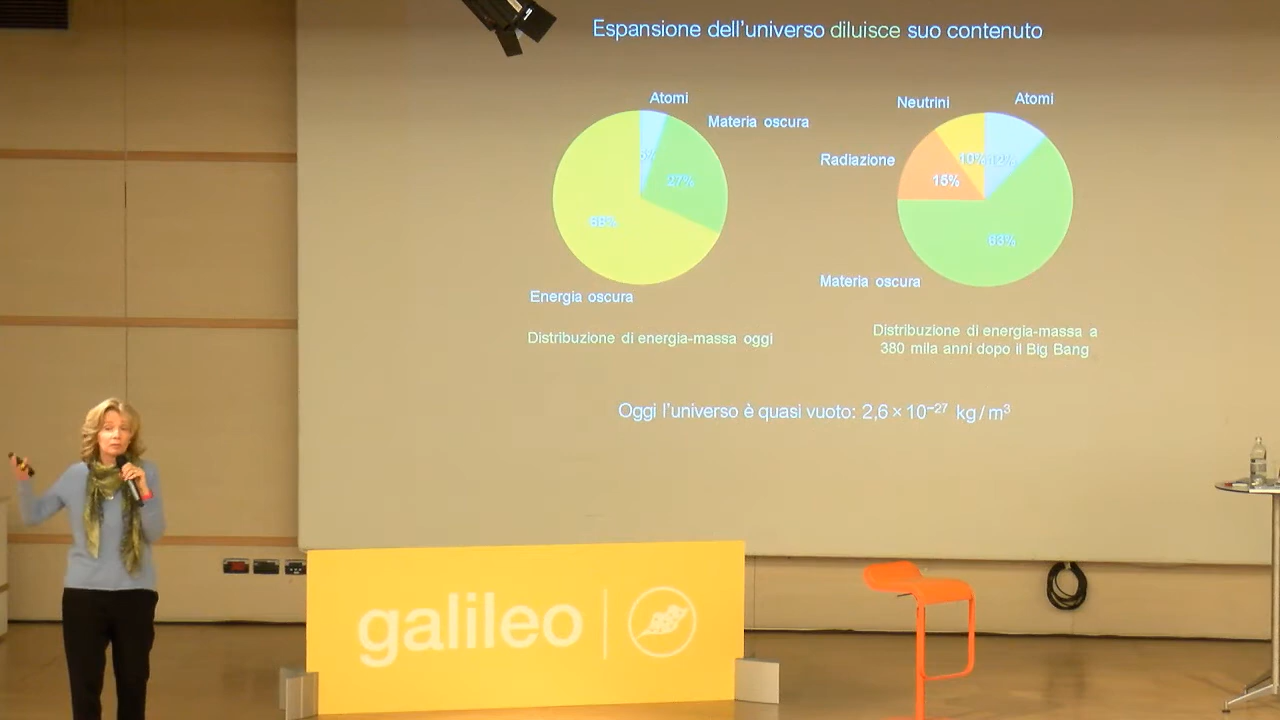 Espansione dell'universo diluisce suo contenuto
Atomi
Materia oscura
5%
27%
68%
Energia oscura
Distribuzione di energia-massa oggi
Neutrini
Atomi
Radiazione
10%
12%
15%
63%
Materia oscura
Distribuzione di energia-massa a
380 mila anni dopo il Big Bang
Oggi l'universo è quasi vuoto: 2,6 × 10⁻²⁷ kg / m³
galileo